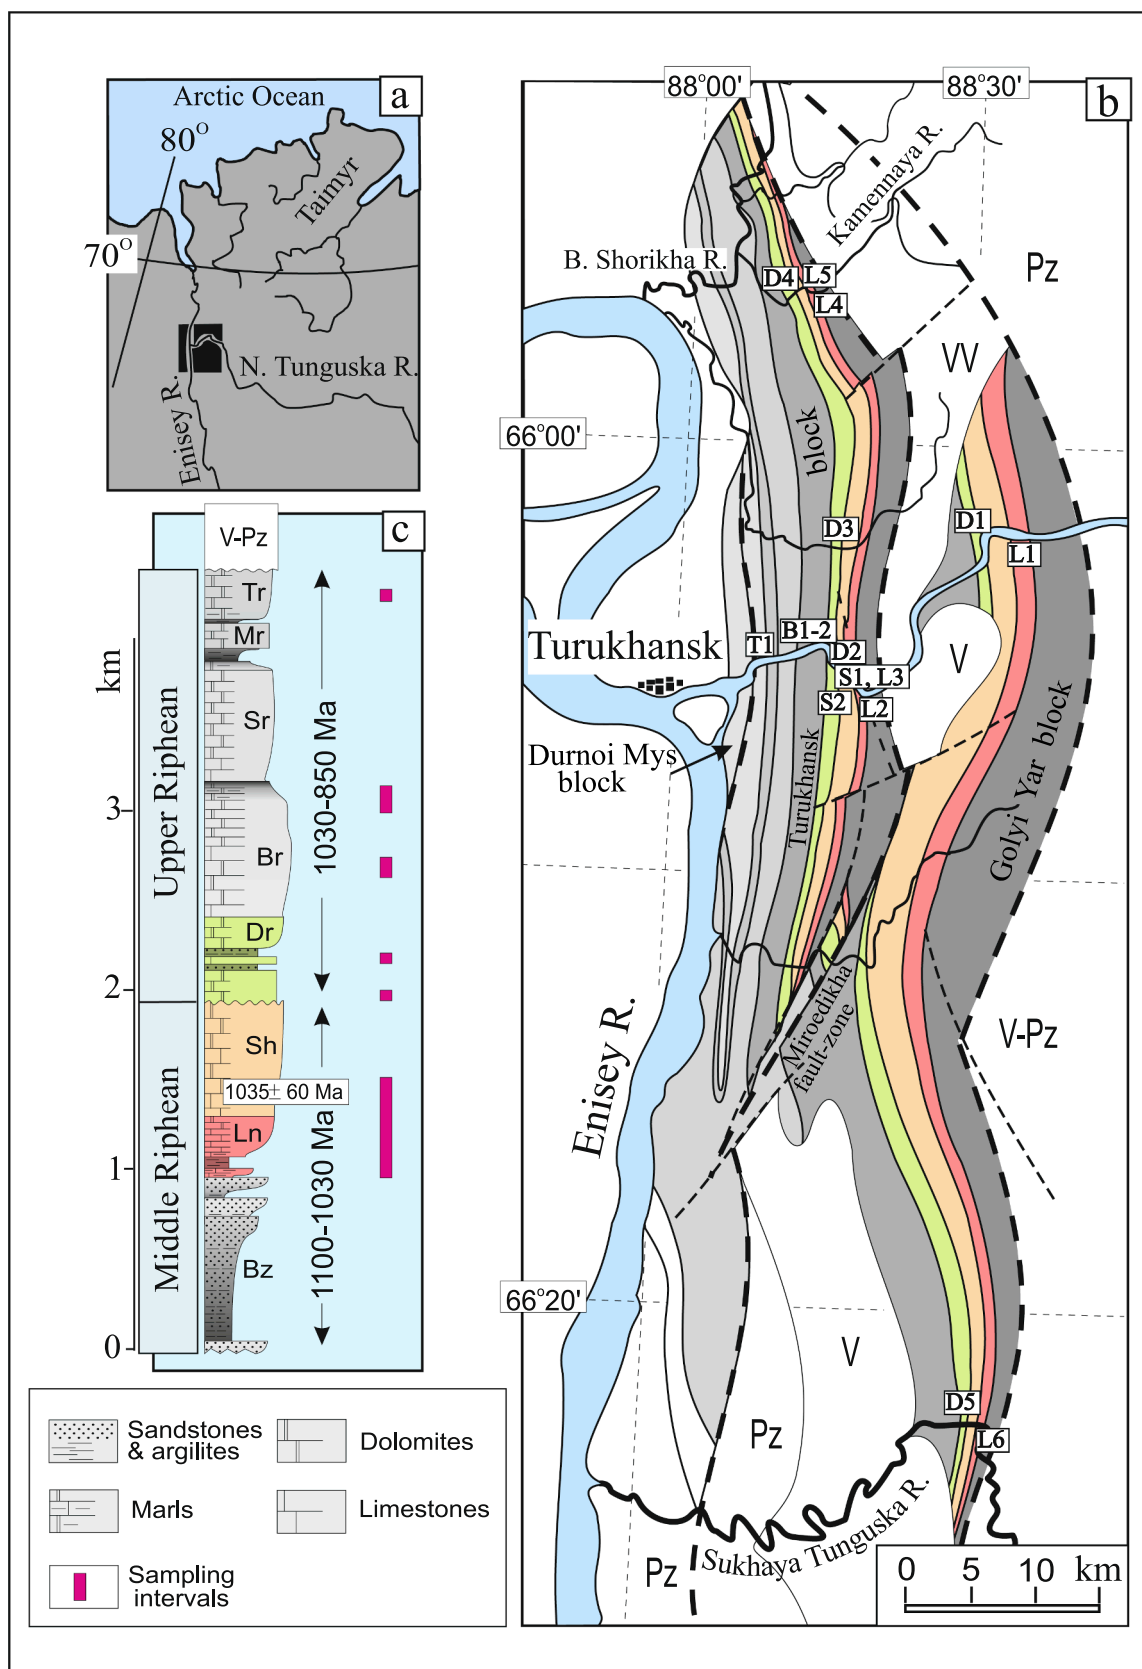 a
Arctic Ocean
80°
Taimyr
70°
N. Tunguska R.
Enisey R.
b
88°00'
88°30'
Kamennaya R.
Pz
B. Shorikha R.
D4
L5
L4
VV
66°00'
block
D3
D1
L1
Turukhansk
T1
B1-2
D2
S1, L3
S2
L2
V
Durnoi Mys
block
Turukhansk
Golyi Yar block
Miroedikha
fault-zone
V-Pz
Enisey R.
66°20'
V
D5
L6
Pz
Sukhaya Tunguska R.
Pz
0 5 10 km
c
V-Pz
Tr
Mr
km
Sr
3
Br
Dr
2
Sh
1035± 60 Ma
Ln
1
Bz
0
Upper Riphean
Middle Riphean
1030-850 Ma
1100-1030 Ma
Sandstones
& argilites
Dolomites
Marls
Limestones
Sampling
intervals